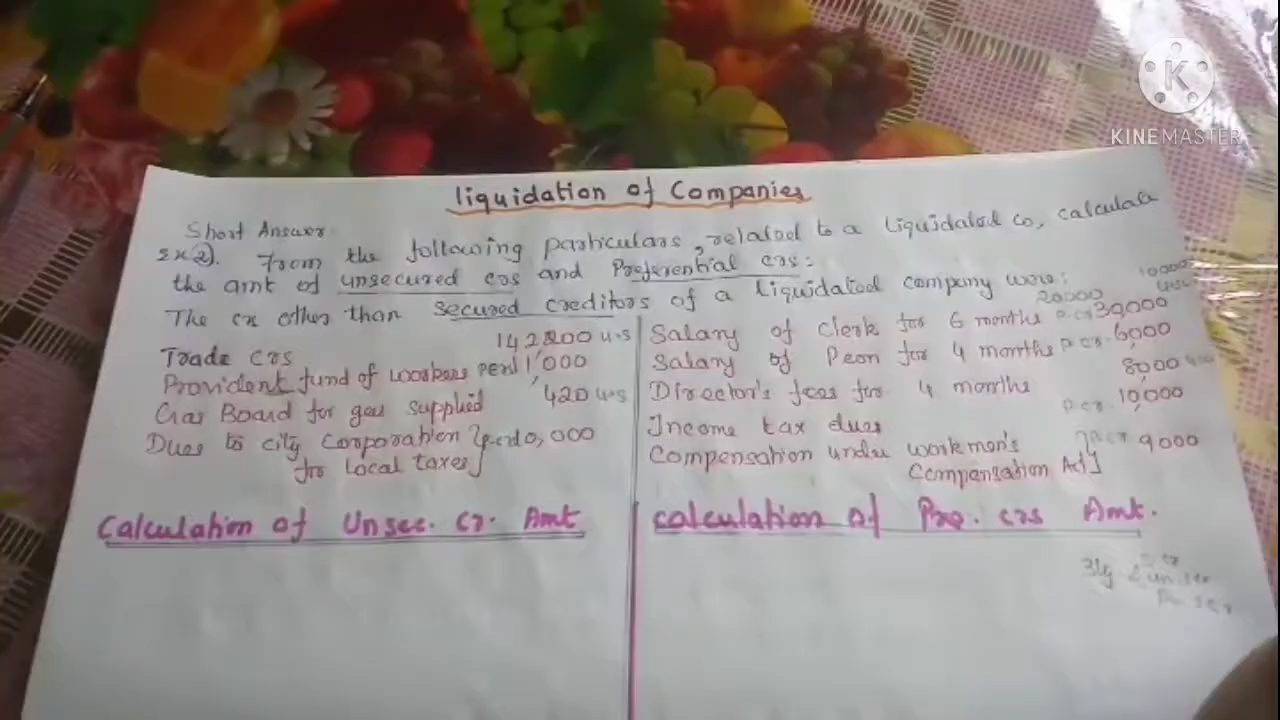 KINEMASTER
liquidation of Companies
Short Answer.
Ex 2). From the following particulars, related to a liquidated co, calculate
the amt of unsecured crs and Preferential crs:
The crs other than secured creditors of a liquidated company were:
Trade crs 142200 u.s
Provident fund of workers 1,000
Gas Board for gas supplied 420 u.s
Dues to city Corporation
for Local taxes
Salary of Clerk for 6 months P.cr 30,000
20000
10000
Salary of Peon for 4 months P.cr. 6,000
Director's fees for 4 months 8000
Income tax dues P.cr. 10,000
Compensation under workmen's
Compensation Act] P.cr 9000
Calculation of Unsec. Cr. Amt
Calculation of Pre. crs Amt.